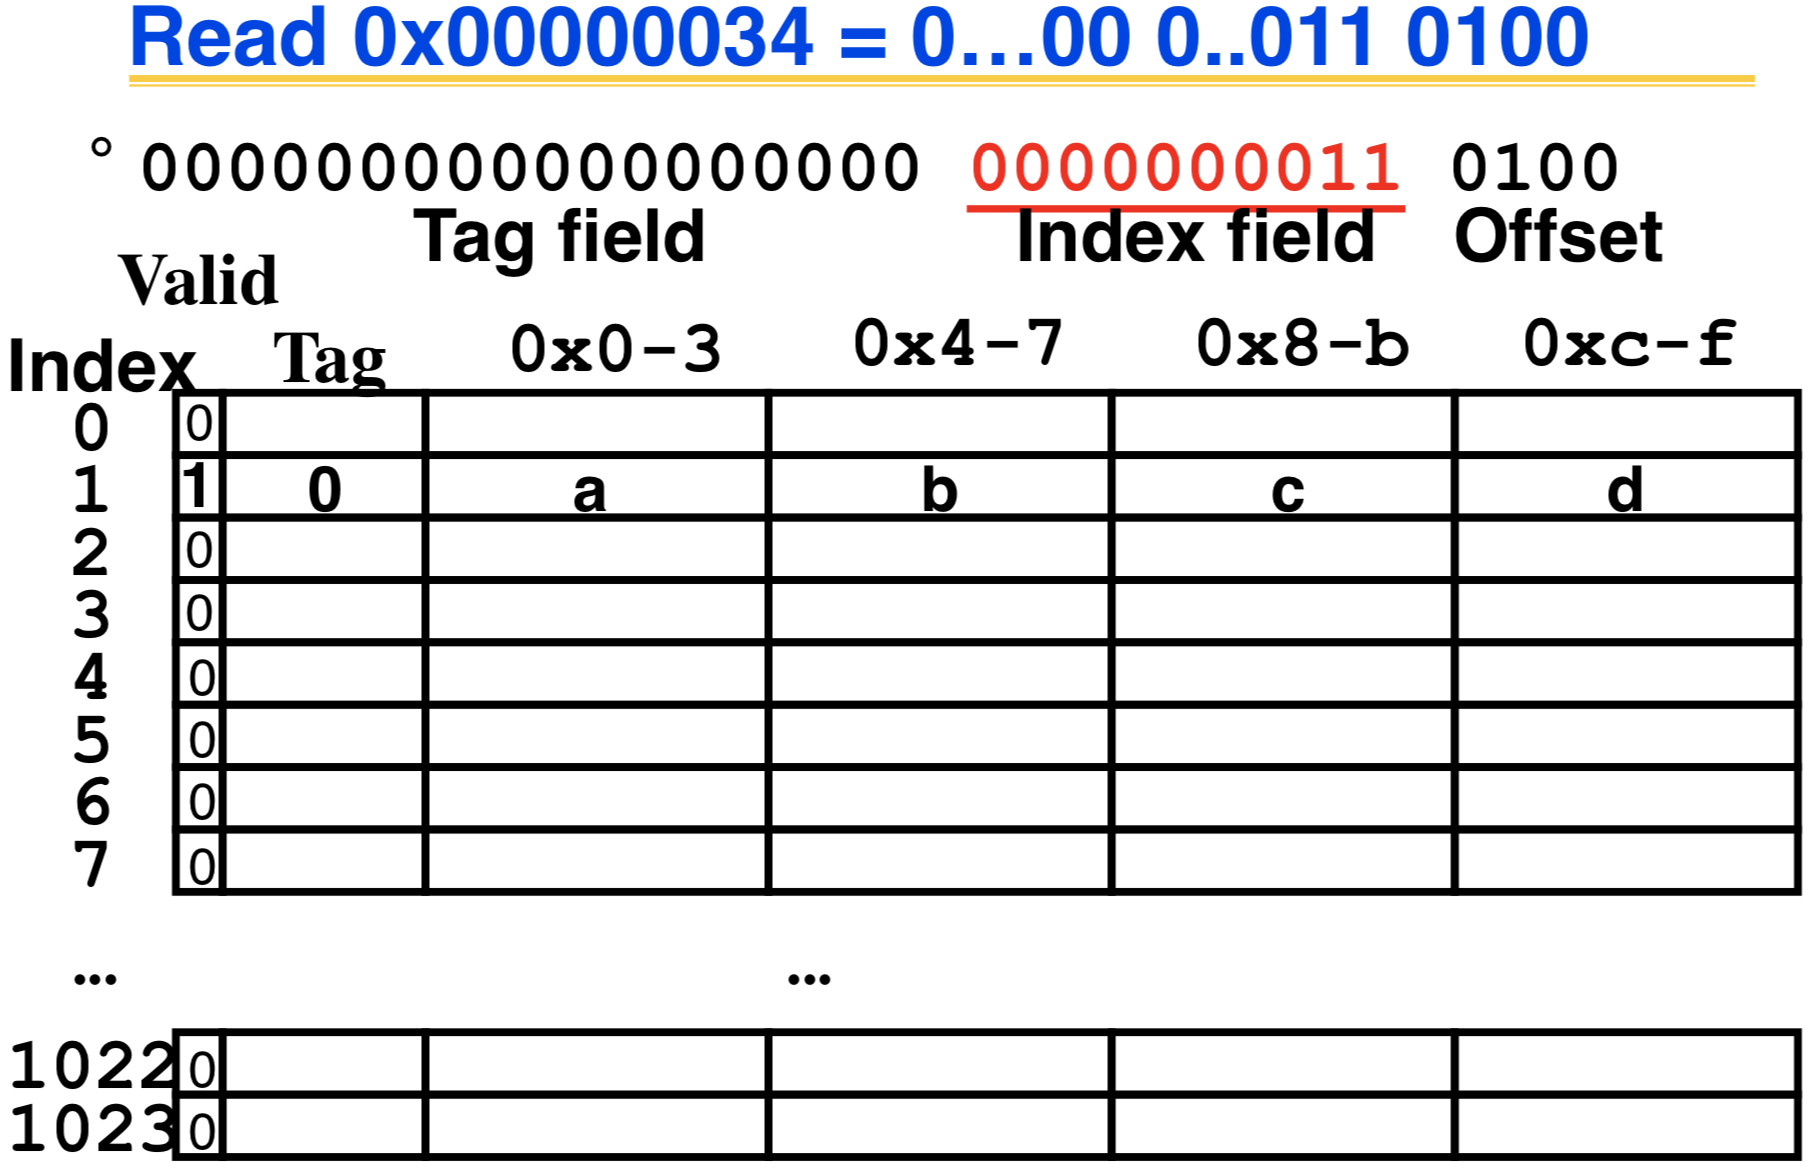 Read 0x00000034 = 0…00 0..011 0100
° 000000000000000000 0000000011 0100
Tag field Index field Offset
Valid
Index Tag 0x0-3 0x4-7 0x8-b 0xc-f
0 0
1 1 0 a b c d
2 0
3 0
4 0
5 0
6 0
7 0
... ...
1022 0
1023 0